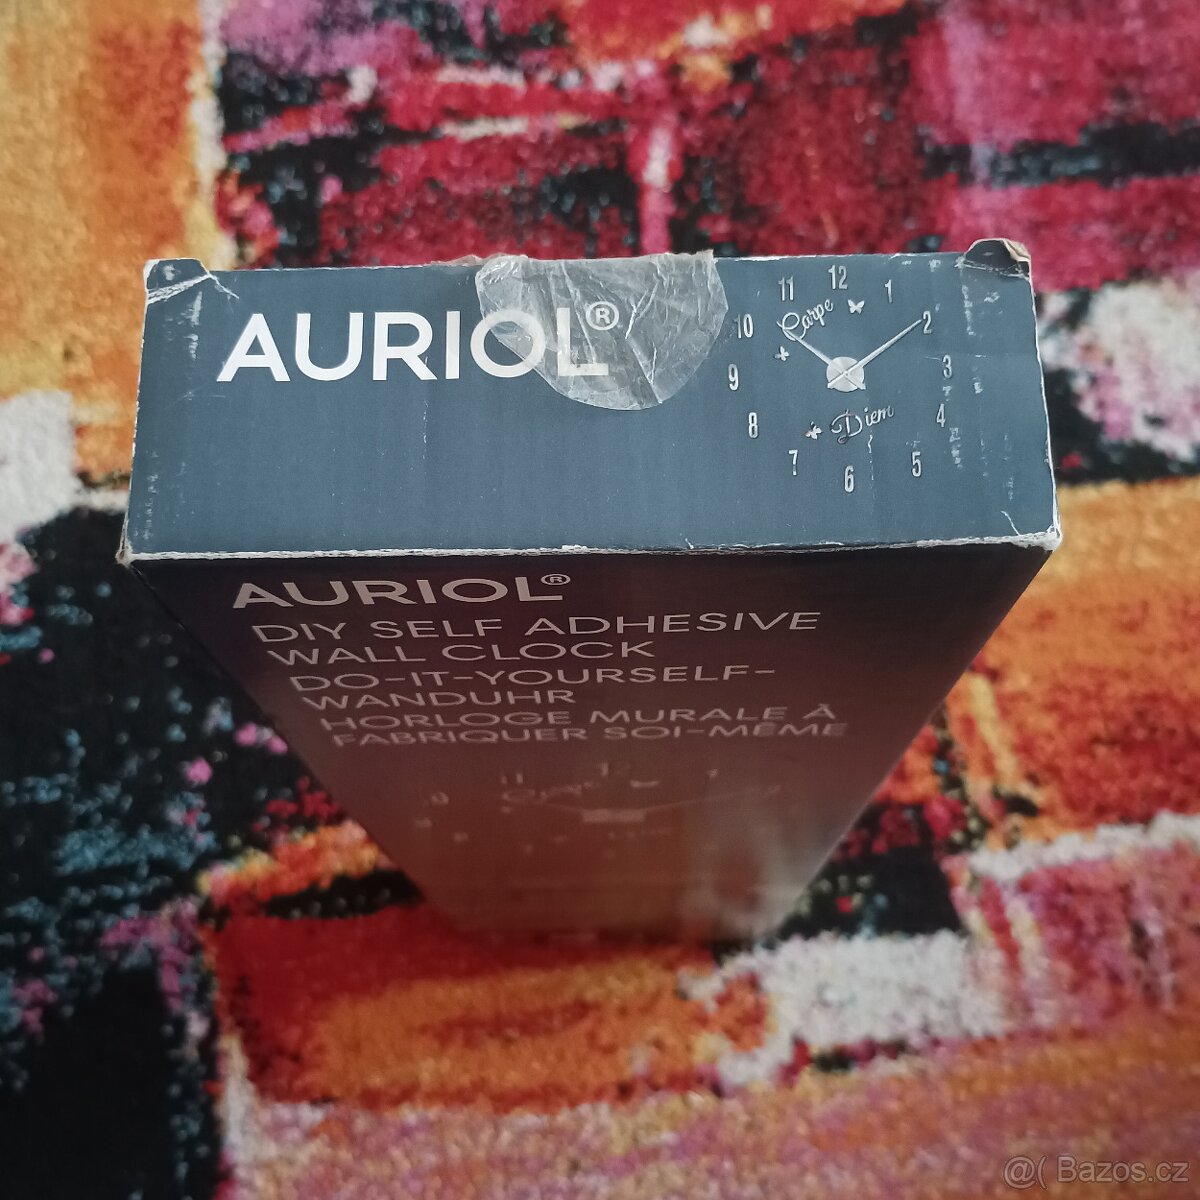 AURIOL®
11 12 1
10 Carpe 2
9 3
8 Diem 4
7 6 5
AURIOL®
DIY SELF ADHESIVE
WALL CLOCK
DO-IT-YOURSELF-
WANDUHR
HORLOGE MURALE À
FABRIQUER SOI-MÊME
@( Bazos.cz